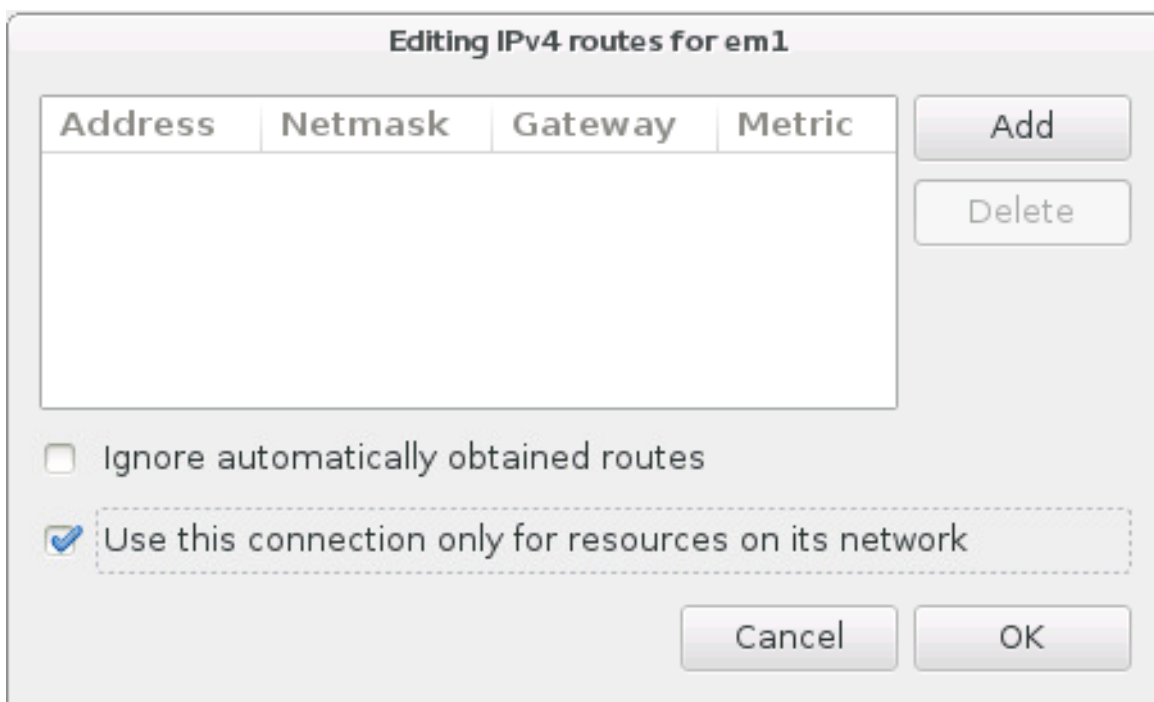 Editing IPv4 routes for em1
Address Netmask Gateway Metric
Add
Delete
Ignore automatically obtained routes
Use this connection only for resources on its network
Cancel OK